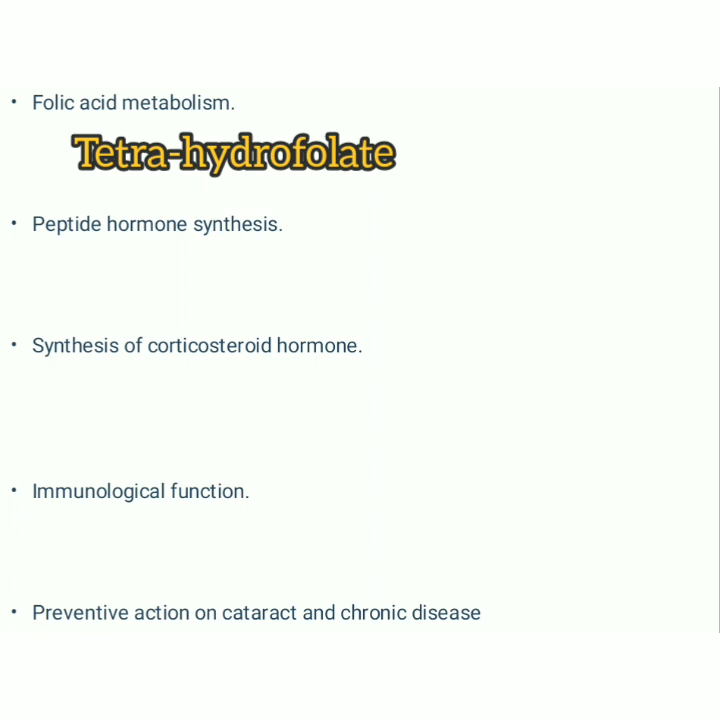 • Folic acid metabolism.
Tetra-hydrofolate
• Peptide hormone synthesis.
• Synthesis of corticosteroid hormone.
• Immunological function.
• Preventive action on cataract and chronic disease